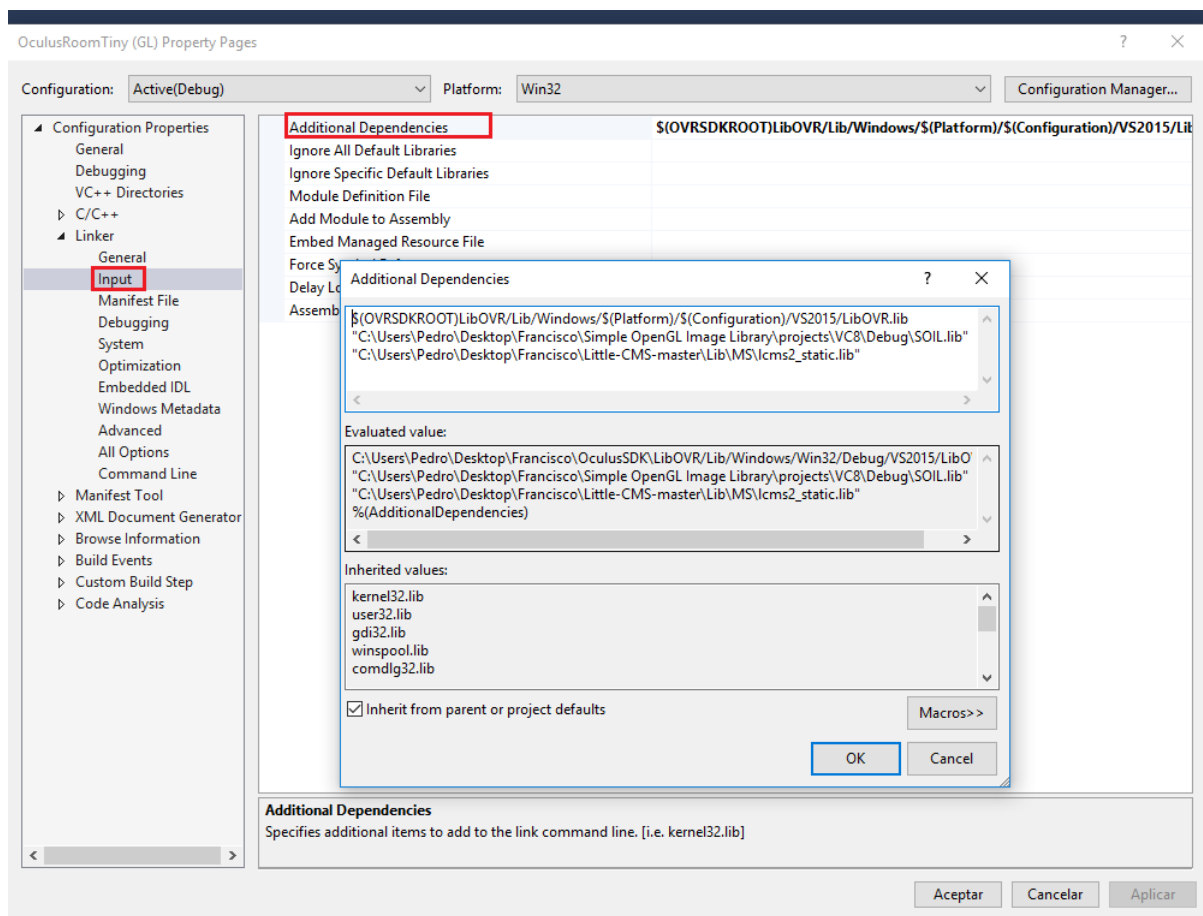 OculusRoomTiny (GL) Property Pages ? ×
Configuration: Active(Debug) Platform: Win32 Configuration Manager...
Configuration Properties
General
Debugging
VC++ Directories
C/C++
Linker
General
Input
Manifest File
Debugging
System
Optimization
Embedded IDL
Windows Metadata
Advanced
All Options
Command Line
Manifest Tool
XML Document Generator
Browse Information
Build Events
Custom Build Step
Code Analysis
Additional Dependencies $(OVRSDKROOT)LibOVR/Lib/Windows/$(Platform)/$(Configuration)/VS2015/Lib
Ignore All Default Libraries
Ignore Specific Default Libraries
Module Definition File
Add Module to Assembly
Embed Managed Resource File
Force Sy
Delay Lo
Assemb
Additional Dependencies ? ×
$(OVRSDKROOT)LibOVR/Lib/Windows/$(Platform)/$(Configuration)/VS2015/LibOVR.lib
"C:\Users\Pedro\Desktop\Francisco\Simple OpenGL Image Library\projects\VC8\Debug\SOIL.lib"
"C:\Users\Pedro\Desktop\Francisco\Little-CMS-master\Lib\MS\lcms2_static.lib"
Evaluated value:
C:\Users\Pedro\Desktop\Francisco\OculusSDK\LibOVR/Lib/Windows/Win32/Debug/VS2015/LibO
"C:\Users\Pedro\Desktop\Francisco\Simple OpenGL Image Library\projects\VC8\Debug\SOIL.lib"
"C:\Users\Pedro\Desktop\Francisco\Little-CMS-master\Lib\MS\lcms2_static.lib"
%(AdditionalDependencies)
Inherited values:
kernel32.lib
user32.lib
gdi32.lib
winspool.lib
comdlg32.lib
Inherit from parent or project defaults
Macros>>
OK Cancel
Additional Dependencies
Specifies additional items to add to the link command line. [i.e. kernel32.lib]
Aceptar Cancelar Aplicar